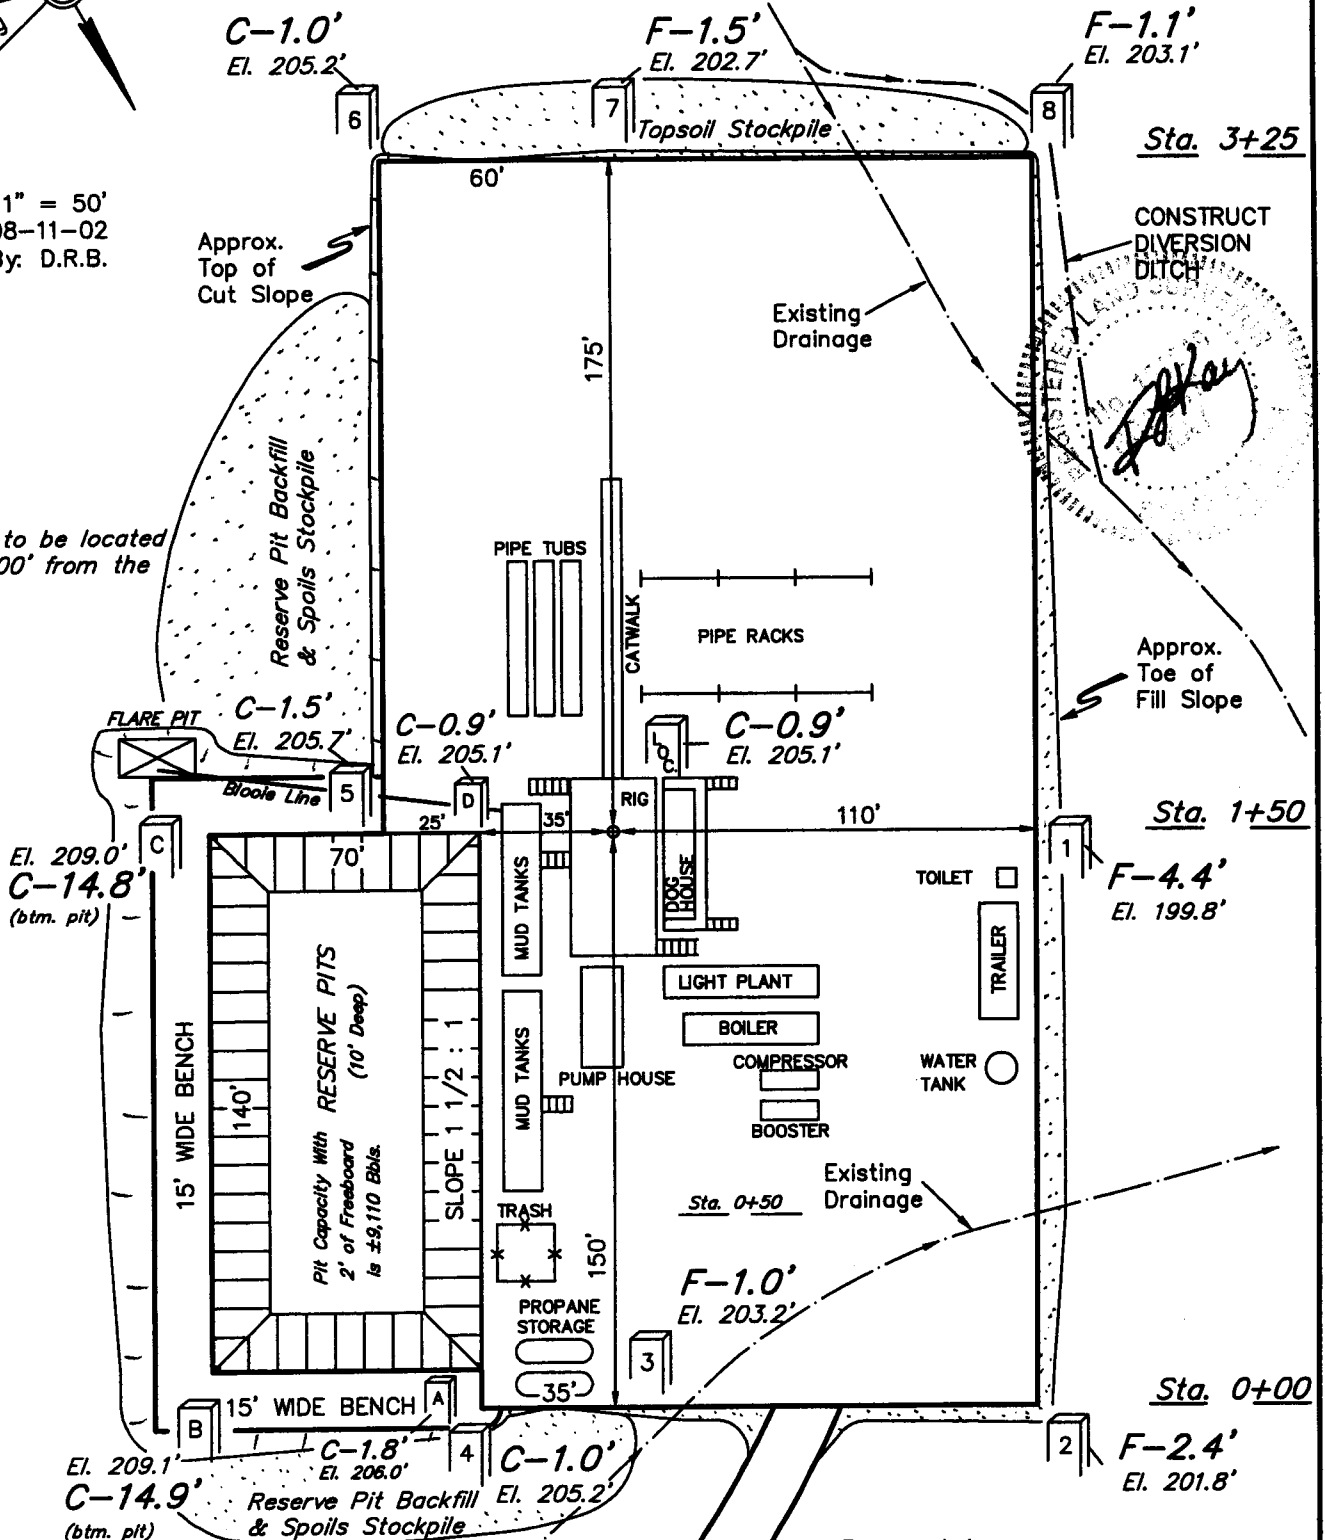 C-1.0'
El. 205.2'
F-1.5'
El. 202.7'
F-1.1'
El. 203.1'
6
7
8
Topsoil Stockpile
Sta. 3+25
60'
1" = 50'
08-11-02
By: D.R.B.
Approx.
Top of
Cut Slope
CONSTRUCT
DIVERSION
DITCH
Existing
Drainage
175'
Reserve Pit Backfill
& Spoils Stockpile
to be located
00' from the
PIPE TUBS
CATWALK
PIPE RACKS
Approx.
Toe of
Fill Slope
FLARE PIT
C-1.5'
El. 205.7'
C-0.9'
El. 205.1'
LOC.
C-0.9'
El. 205.1'
Blooie Line
5
D
RIG
25'
35'
110'
Sta. 1+50
C
El. 209.0'
C-14.8'
(btm. pit)
70'
MUD TANKS
DOG HOUSE
TOILET
1
F-4.4'
El. 199.8'
TRAILER
LIGHT PLANT
BOILER
COMPRESSOR
BOOSTER
WATER
TANK
PUMP HOUSE
MUD TANKS
15' WIDE BENCH
140'
RESERVE PITS
(10' Deep)
Pit Capacity With
2' of Freeboard
is ±9,110 Bbls.
SLOPE 1 1/2 : 1
TRASH
Sta. 0+50
Existing
Drainage
150'
F-1.0'
El. 203.2'
PROPANE
STORAGE
3
35'
Sta. 0+00
15' WIDE BENCH
A
B
4
2
El. 209.1'
C-14.9'
(btm. pit)
C-1.8'
El. 206.0'
C-1.0'
El. 205.2'
F-2.4'
El. 201.8'
Reserve Pit Backfill
& Spoils Stockpile